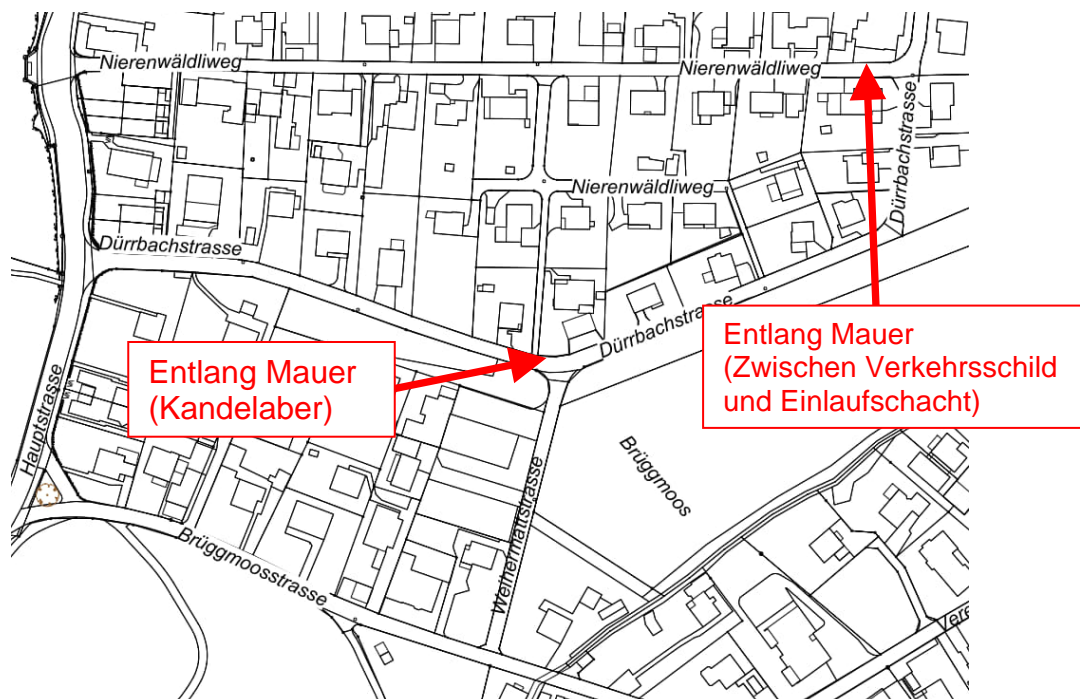 Nierenwäldliweg
Nierenwäldliweg
Dürrbachstrasse
Nierenwäldliweg
Dürrbachstrasse
Dürrbachstrasse
Entlang Mauer
(Kandelaber)
Entlang Mauer
(Zwischen Verkehrsschild
und Einlaufschacht)
Hauptstrasse
Brüggmoos
Weihermattstrasse
Brüggmoosstrasse
Vere